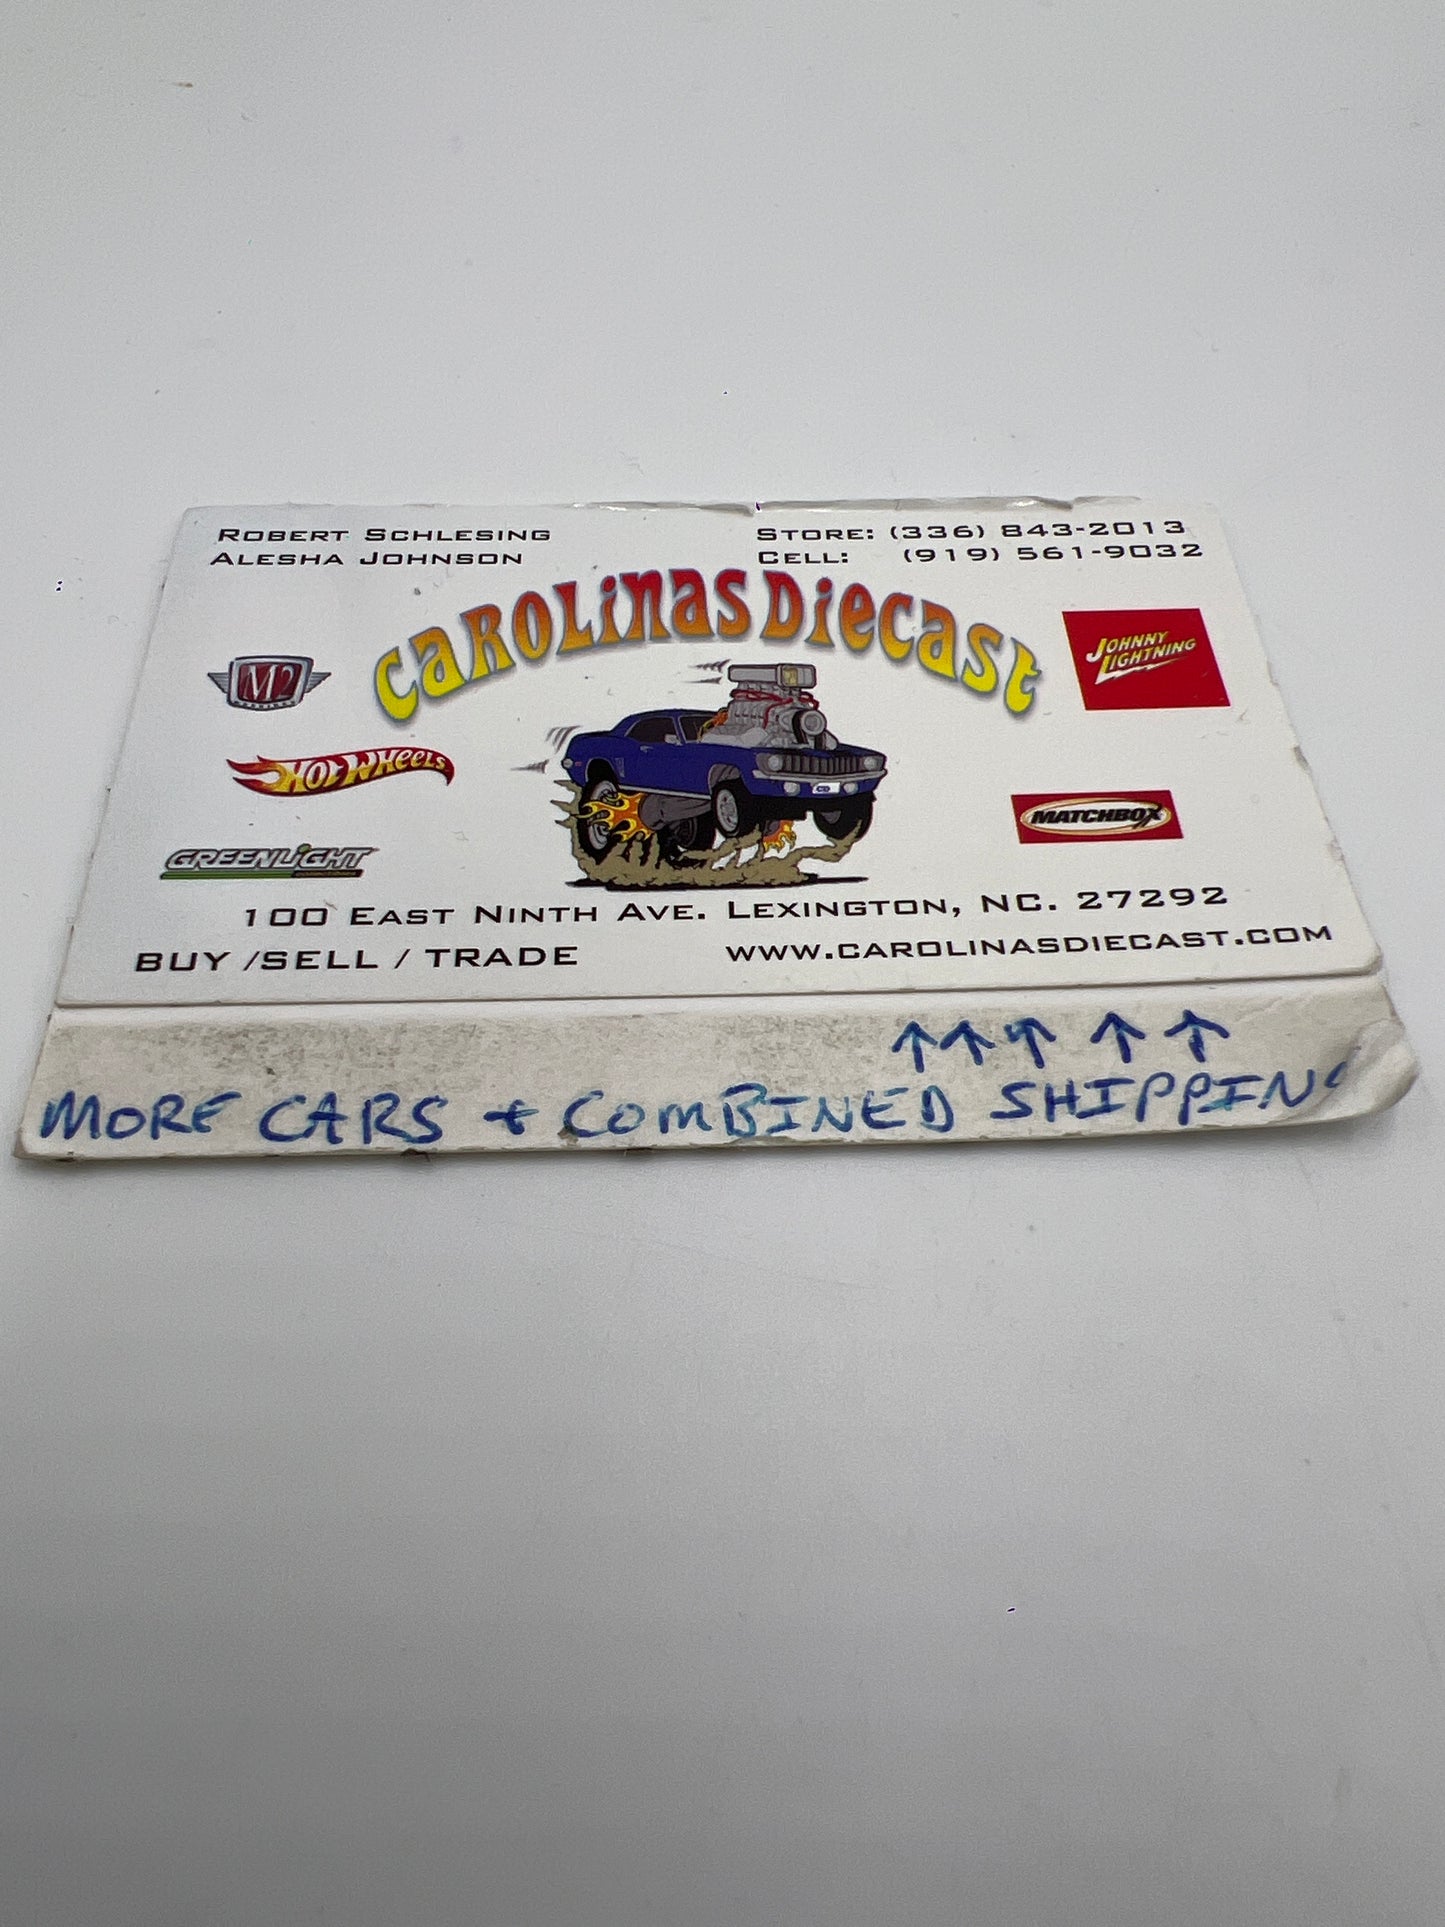 ROBERT SCHLESING
ALESHA JOHNSON
STORE: (336) 843-2013
CELL: (919) 561-9032
CAROLINAS DIECAST
M2
JOHNNY
LIGHTNING
HOT WHEELS
MATCHBOX
GREENLIGHT
100 EAST NINTH AVE. LEXINGTON, NC. 27292
BUY /SELL / TRADE
WWW.CAROLINASDIECAST.COM
↑↑↑ ↑ ↑
MORE CARS + COMBINED SHIPPING